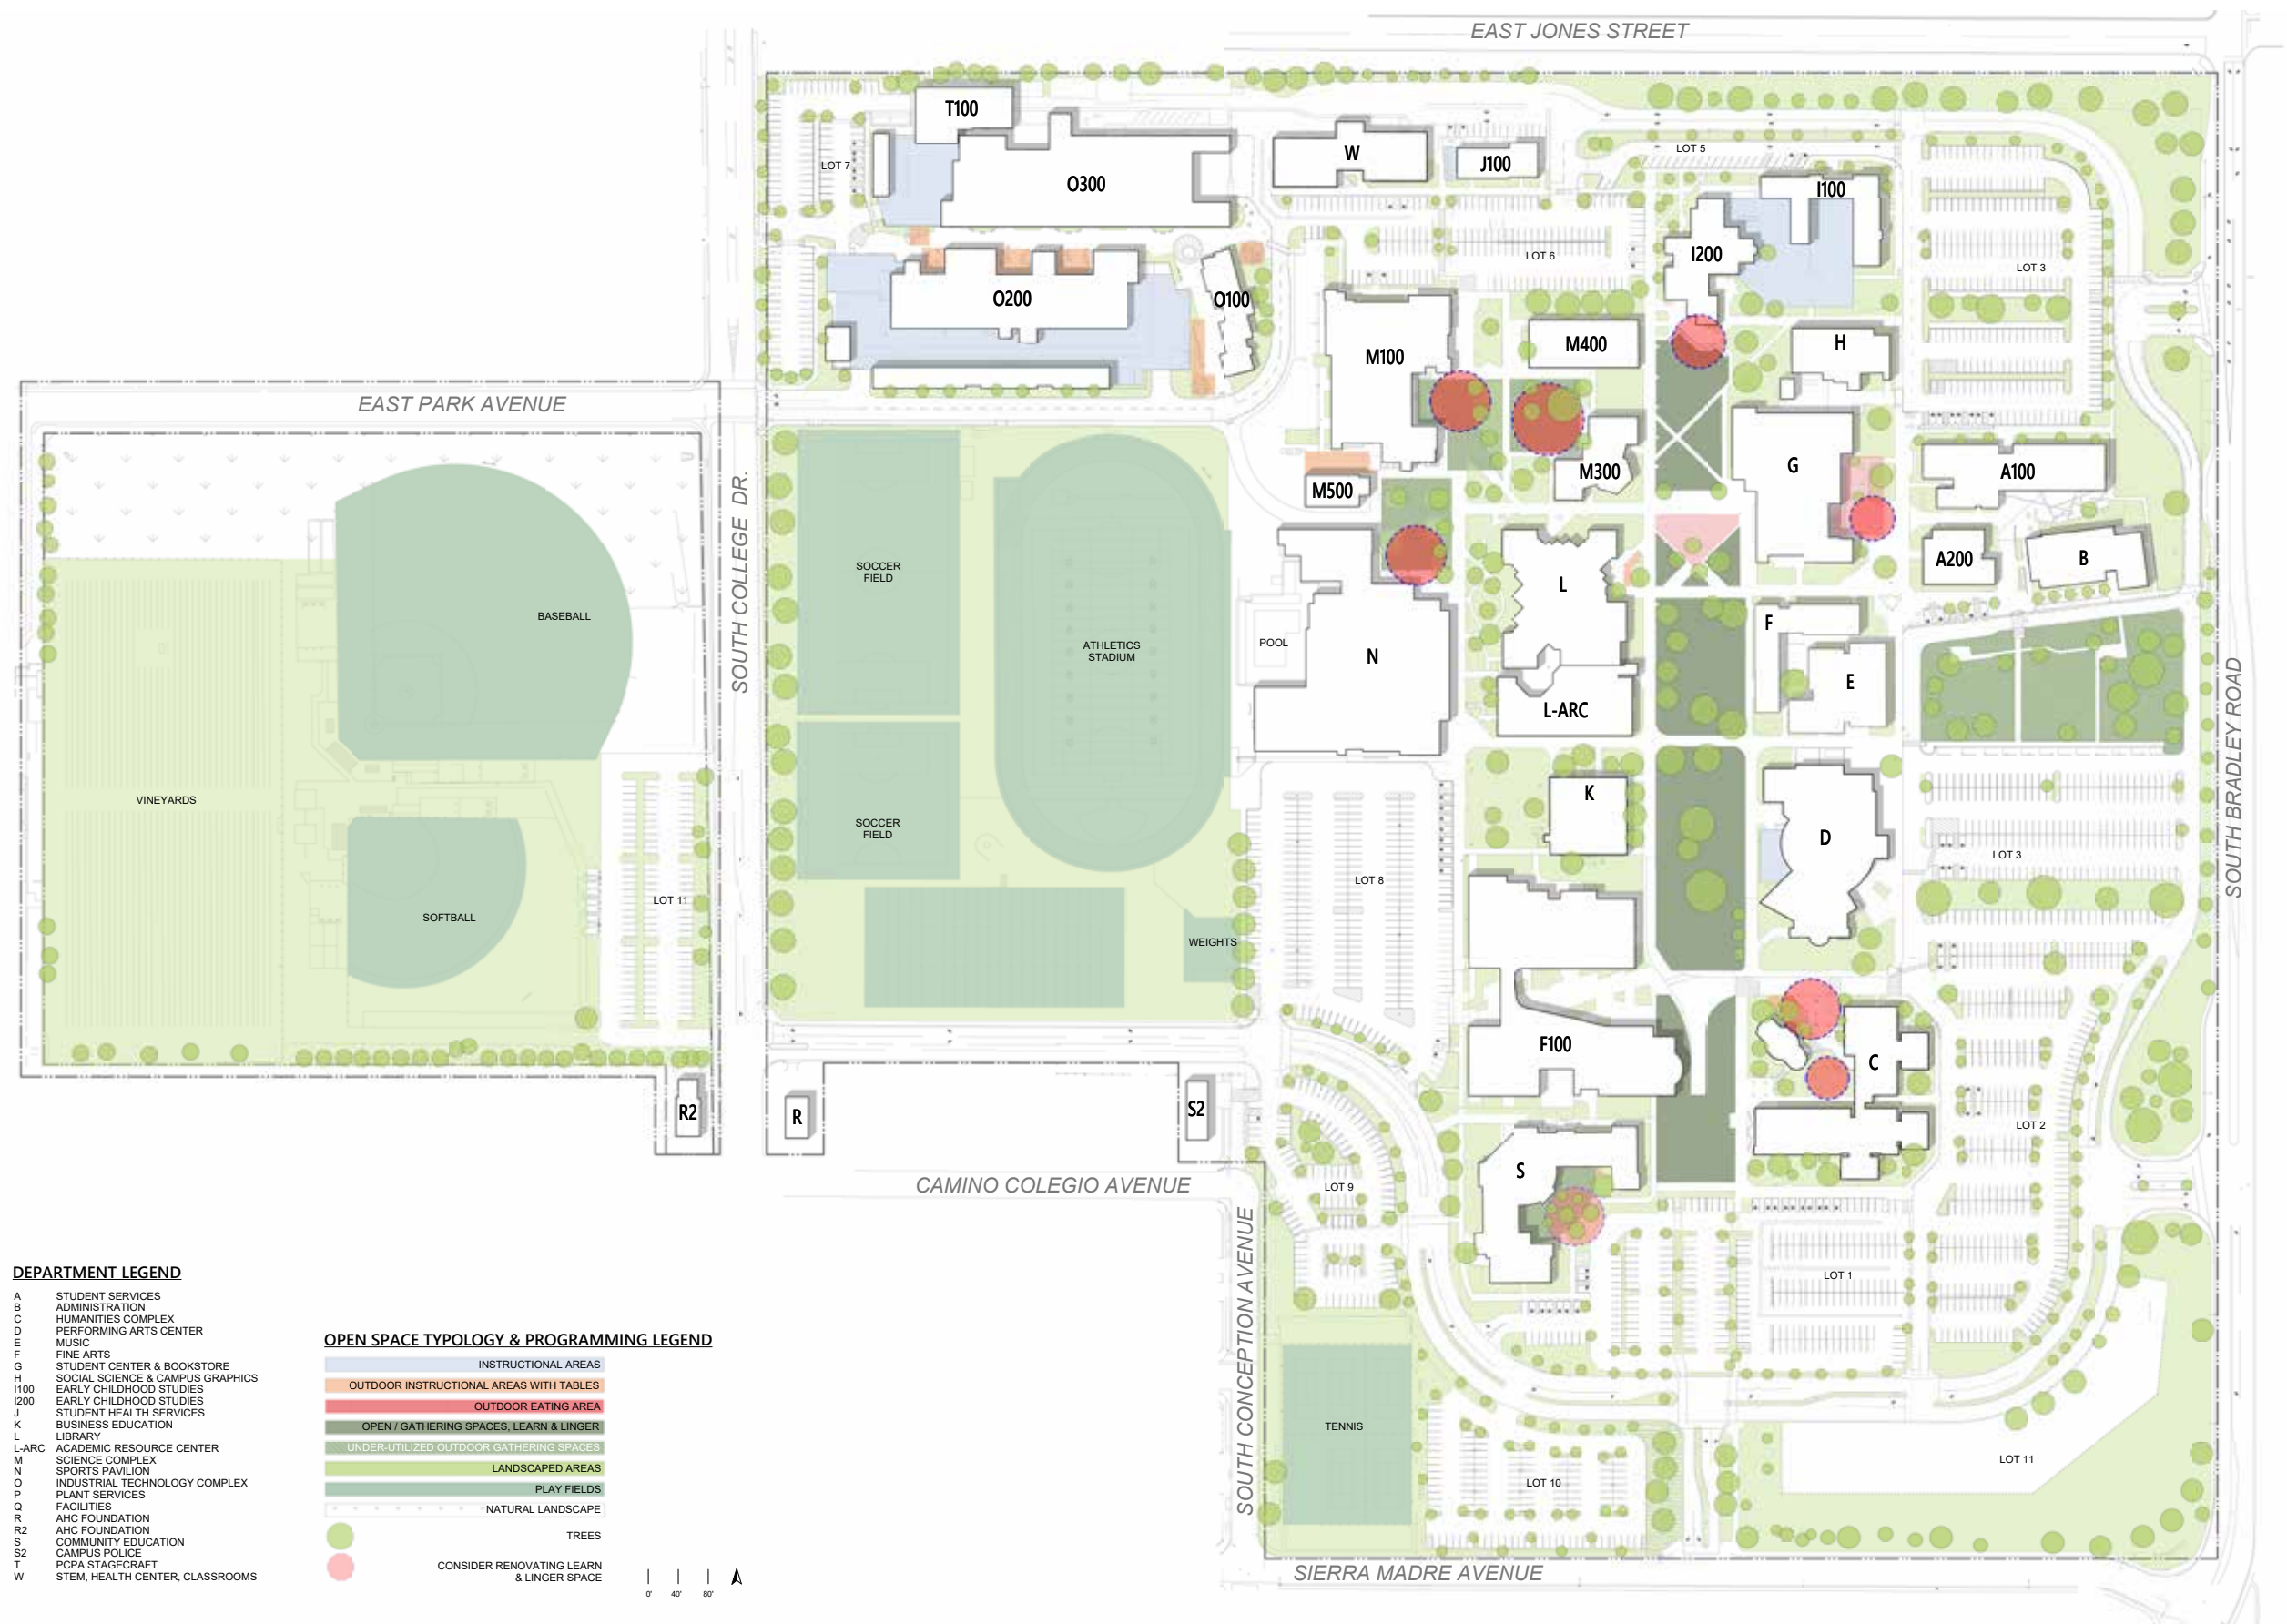 EAST JONES STREET
T100
LOT 7
O300
W
J100
LOT 5
I100
I200
LOT 6
LOT 3
O200
O100
M100
M400
H
EAST PARK AVENUE
G
A100
M300
M500
SOUTH COLLEGE DR.
SOCCER
FIELD
BASEBALL
ATHLETICS
STADIUM
POOL
N
L
A200
B
F
E
L-ARC
SOUTH BRADLEY ROAD
VINEYARDS
K
SOCCER
FIELD
D
LOT 3
LOT 8
LOT 11
SOFTBALL
WEIGHTS
F100
C
R2
R
S2
LOT 2
S
LOT 9
CAMINO COLEGIO AVENUE
SOUTH CONCEPTION AVENUE
LOT 1
TENNIS
LOT 10
LOT 11
SIERRA MADRE AVENUE
DEPARTMENT LEGEND
A STUDENT SERVICES
B ADMINISTRATION
C HUMANITIES COMPLEX
D PERFORMING ARTS CENTER
E MUSIC
F FINE ARTS
G STUDENT CENTER & BOOKSTORE
H SOCIAL SCIENCE & CAMPUS GRAPHICS
I100 EARLY CHILDHOOD STUDIES
I200 EARLY CHILDHOOD STUDIES
J STUDENT HEALTH SERVICES
K BUSINESS EDUCATION
L LIBRARY
L-ARC ACADEMIC RESOURCE CENTER
M SCIENCE COMPLEX
N SPORTS PAVILION
O INDUSTRIAL TECHNOLOGY COMPLEX
P PLANT SERVICES
Q FACILITIES
R AHC FOUNDATION
R2 AHC FOUNDATION
S COMMUNITY EDUCATION
S2 CAMPUS POLICE
T PCPA STAGECRAFT
W STEM, HEALTH CENTER, CLASSROOMS
OPEN SPACE TYPOLOGY & PROGRAMMING LEGEND
INSTRUCTIONAL AREAS
OUTDOOR INSTRUCTIONAL AREAS WITH TABLES
OUTDOOR EATING AREA
OPEN / GATHERING SPACES, LEARN & LINGER
UNDER-UTILIZED OUTDOOR GATHERING SPACES
LANDSCAPED AREAS
PLAY FIELDS
NATURAL LANDSCAPE
TREES
CONSIDER RENOVATING LEARN
& LINGER SPACE
0' 40' 80'